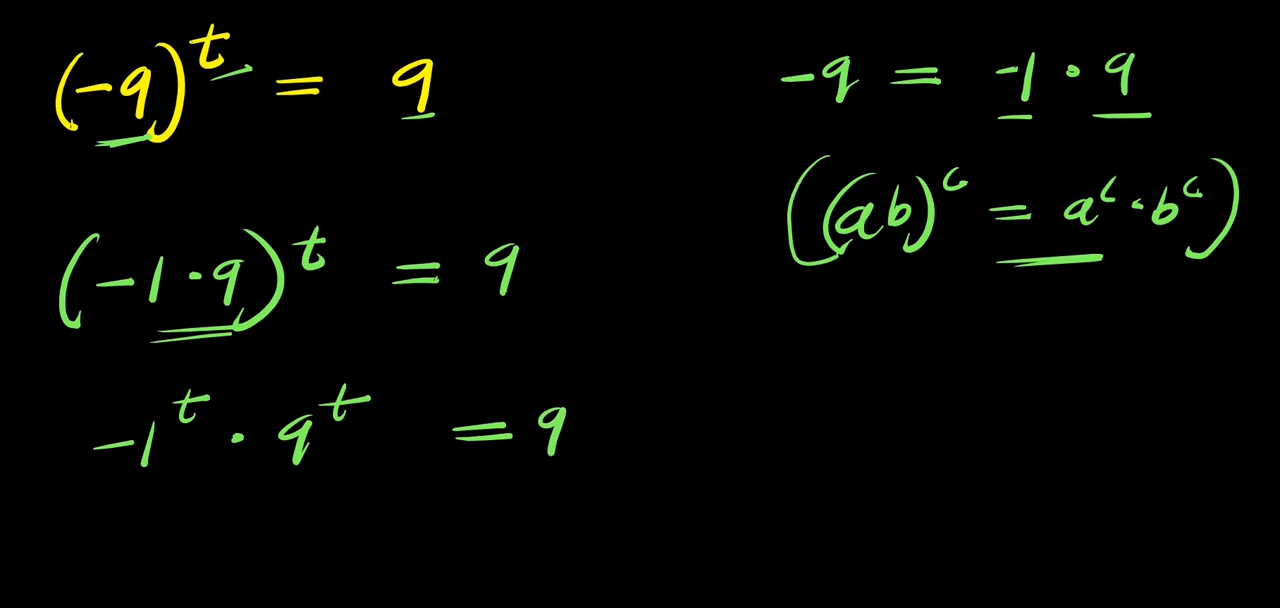 (-9)^t = 9
-9 = -1 · 9
((ab)^c = a^c · b^c)
(-1 · 9)^t = 9
-1^t · 9^t = 9